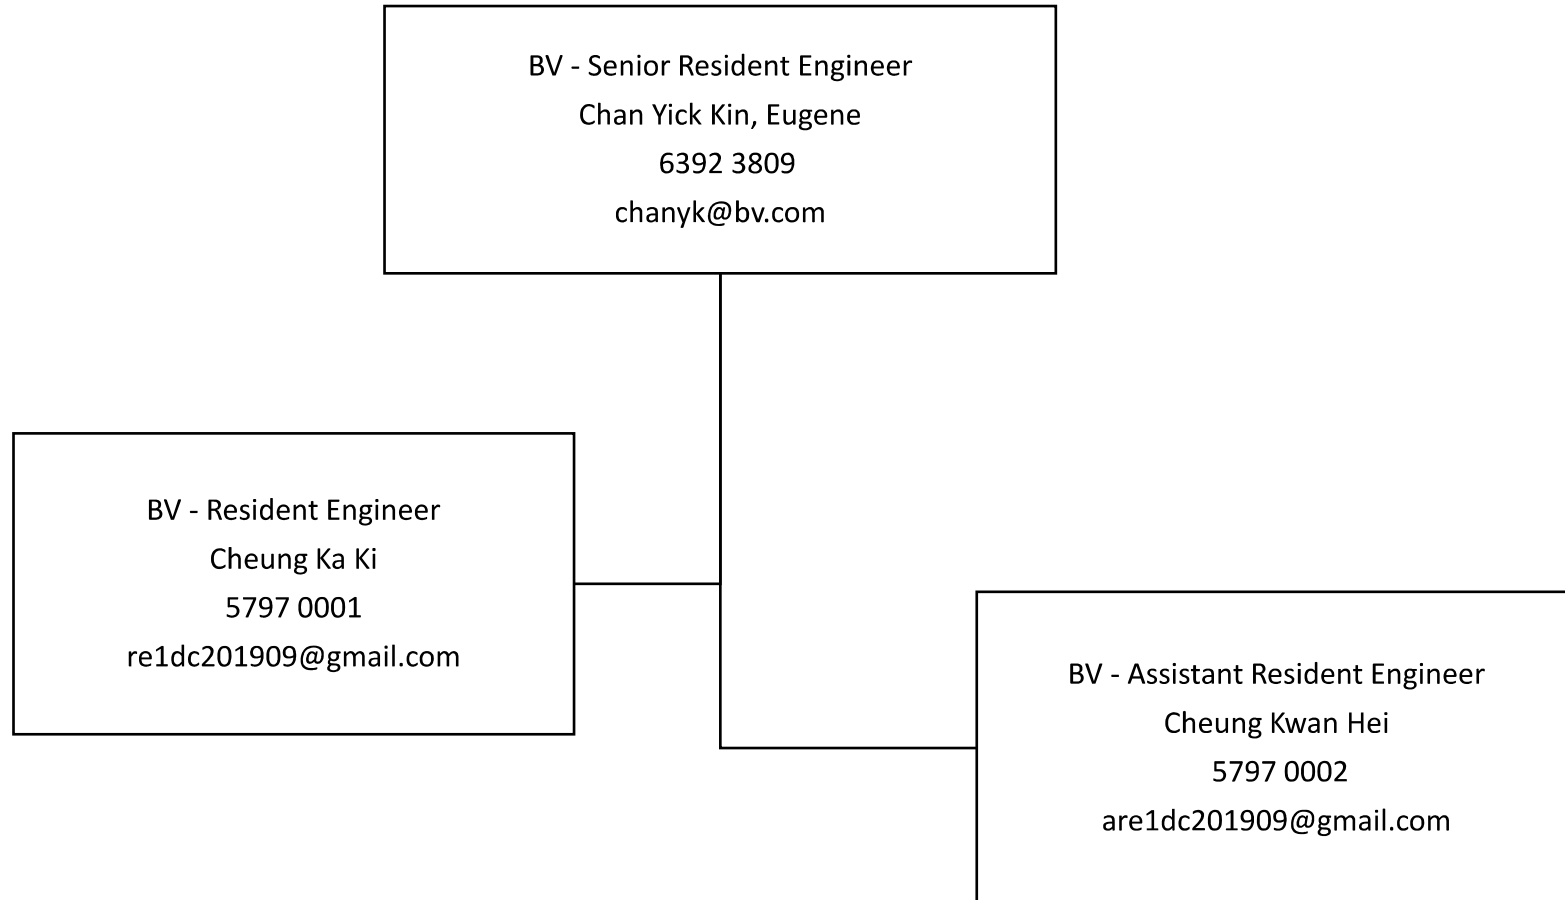 BV - Senior Resident Engineer
Chan Yick Kin, Eugene
6392 3809
chanyk@bv.com
BV - Resident Engineer
Cheung Ka Ki
5797 0001
re1dc201909@gmail.com
BV - Assistant Resident Engineer
Cheung Kwan Hei
5797 0002
are1dc201909@gmail.com